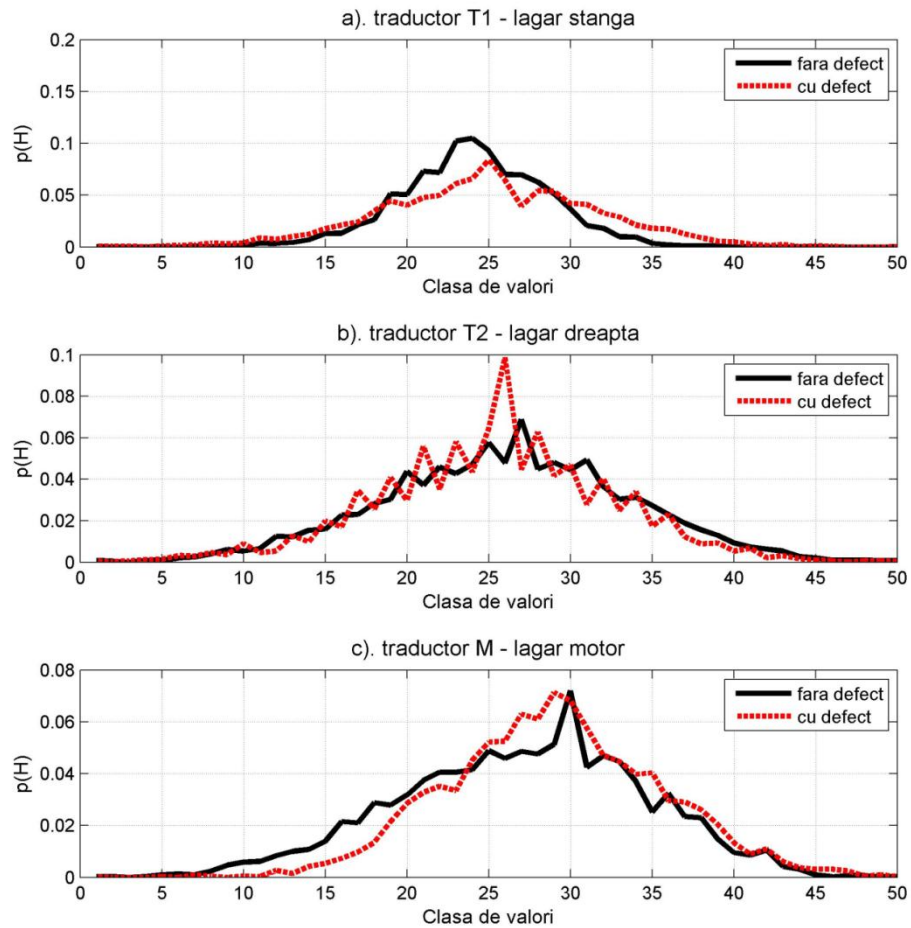 a). traductor T1 - lagar stanga
0.2
0.15
0.1
0.05
0
p(H)
fara defect
cu defect
0 5 10 15 20 25 30 35 40 45 50
Clasa de valori
b). traductor T2 - lagar dreapta
0.1
0.08
0.06
0.04
0.02
0
p(H)
fara defect
cu defect
0 5 10 15 20 25 30 35 40 45 50
Clasa de valori
c). traductor M - lagar motor
0.08
0.06
0.04
0.02
0
p(H)
fara defect
cu defect
0 5 10 15 20 25 30 35 40 45 50
Clasa de valori